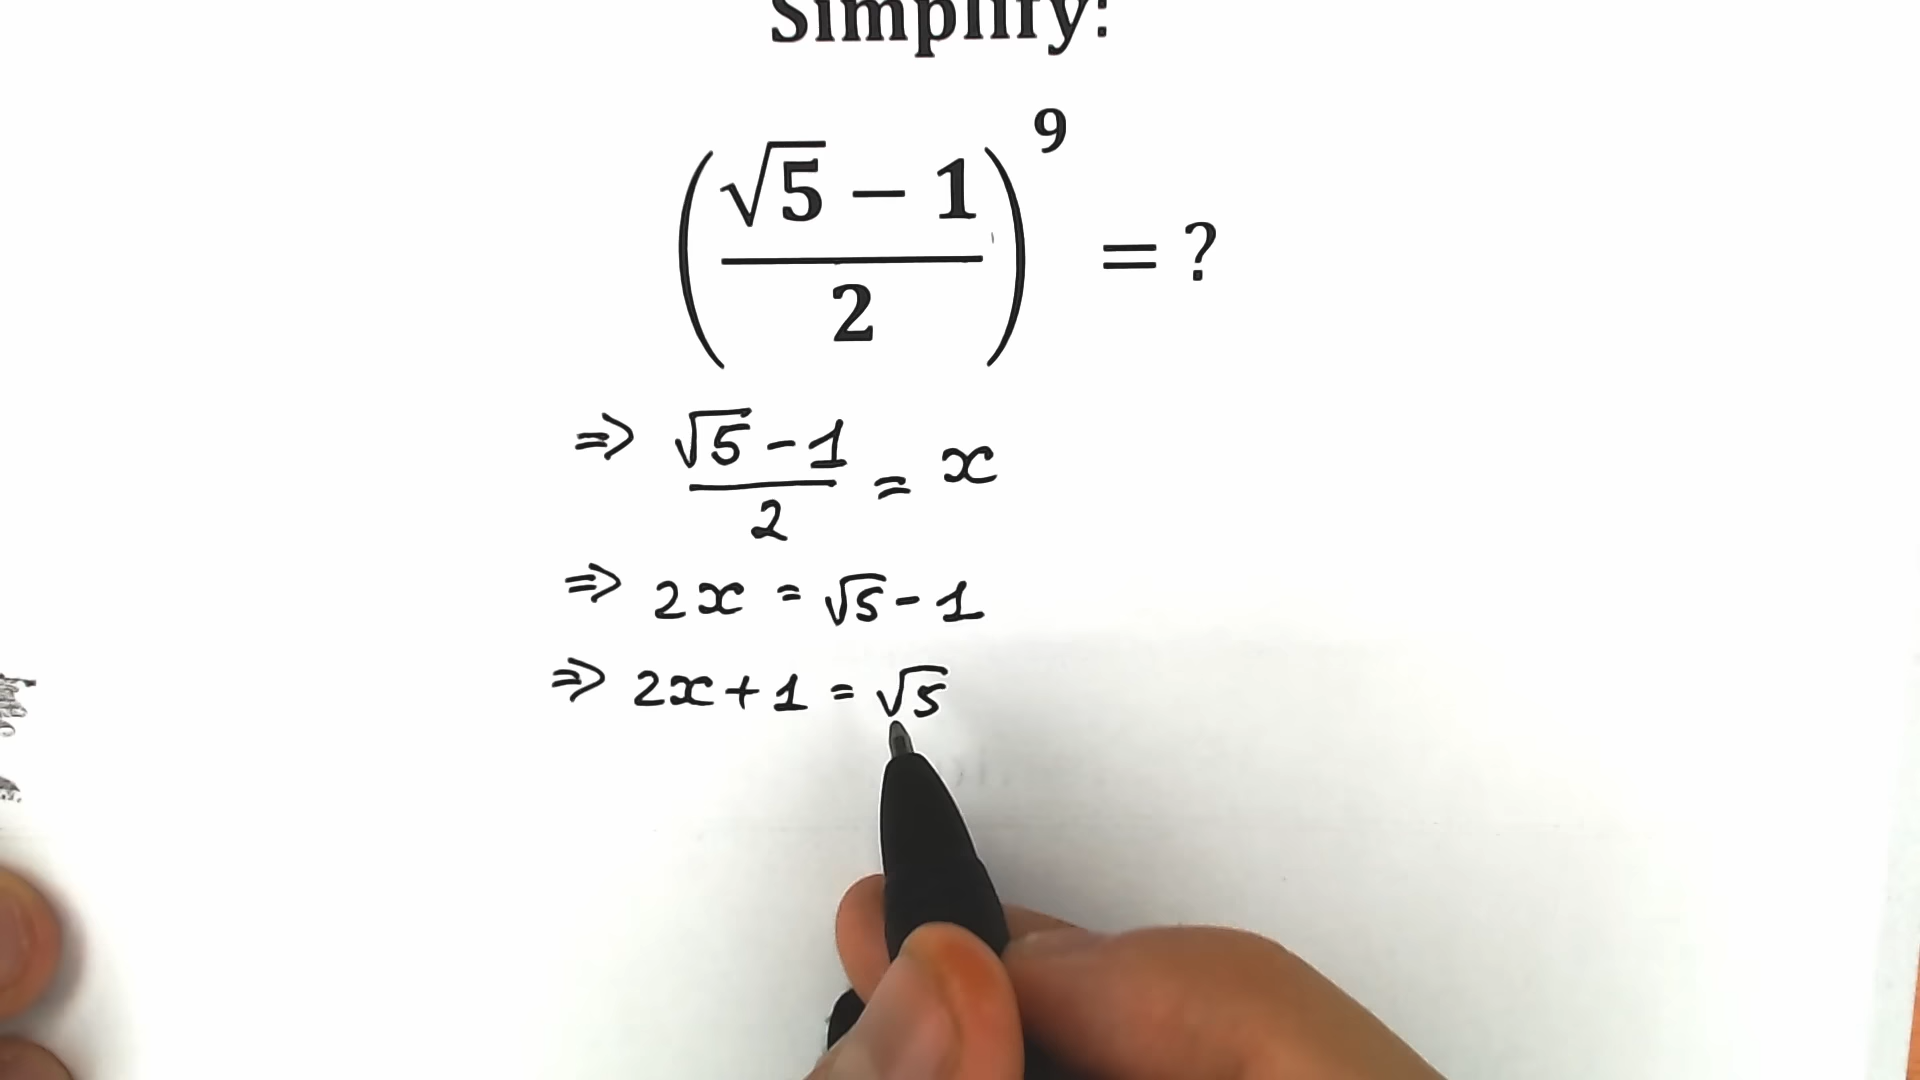 Simplify:
(√5 − 1 / 2)^9 = ?
⇒ √5 - 1 / 2 = x
⇒ 2x = √5 - 1
⇒ 2x + 1 = √5